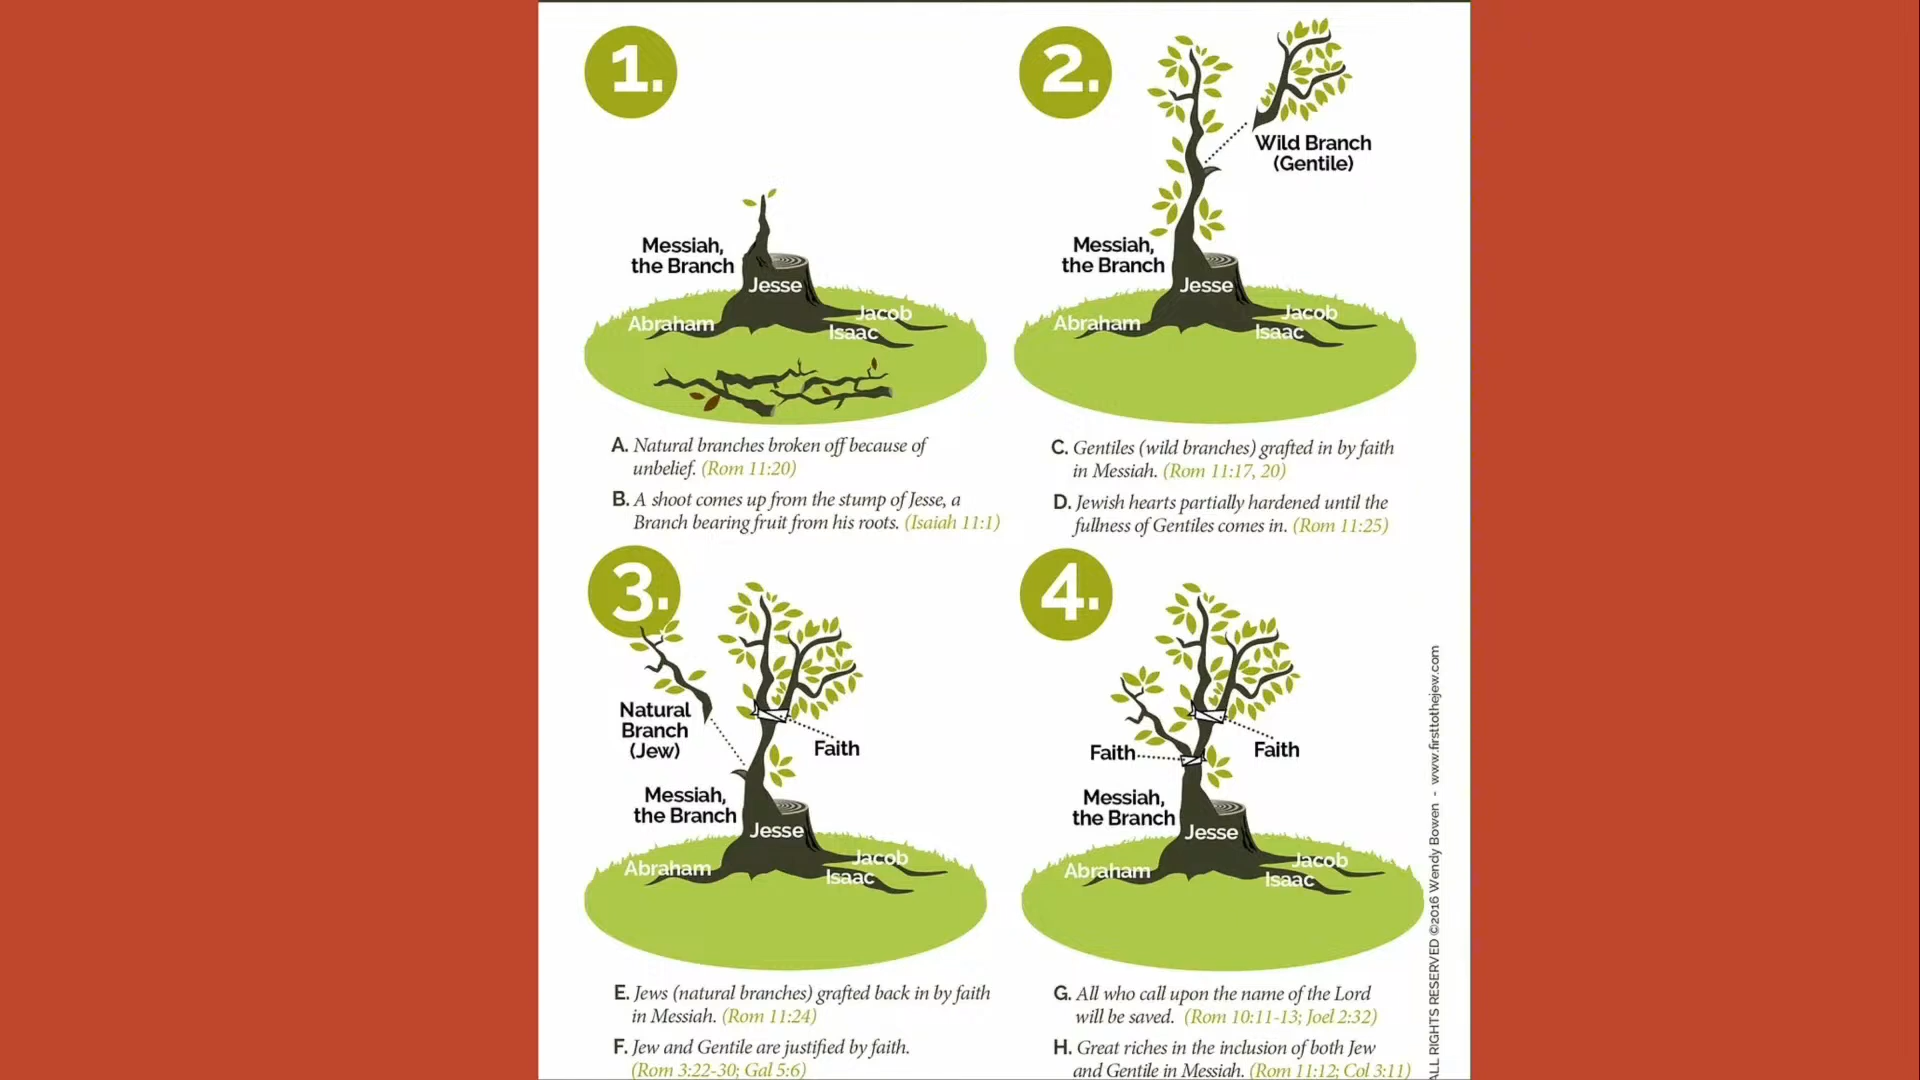 1.
Messiah,
the Branch
Jesse
Abraham
Jacob
Isaac
A. Natural branches broken off because of
unbelief. (Rom 11:20)
B. A shoot comes up from the stump of Jesse, a
Branch bearing fruit from his roots. (Isaiah 11:1)
2.
Wild Branch
(Gentile)
Messiah,
the Branch
Jesse
Abraham
Jacob
Isaac
C. Gentiles (wild branches) grafted in by faith
in Messiah. (Rom 11:17, 20)
D. Jewish hearts partially hardened until the
fullness of Gentiles comes in. (Rom 11:25)
3.
Natural
Branch
(Jew)
Faith
Messiah,
the Branch
Jesse
Abraham
Jacob
Isaac
E. Jews (natural branches) grafted back in by faith
in Messiah. (Rom 11:24)
F. Jew and Gentile are justified by faith.
(Rom 3:22-30; Gal 5:6)
4.
Faith
Faith
Messiah,
the Branch
Jesse
Abraham
Jacob
Isaac
G. All who call upon the name of the Lord
will be saved. (Rom 10:11-13; Joel 2:32)
H. Great riches in the inclusion of both Jew
and Gentile in Messiah. (Rom 11:12; Col 3:11)
ALL RIGHTS RESERVED ©2016 Wendy Bowen - www.firsttothejew.com